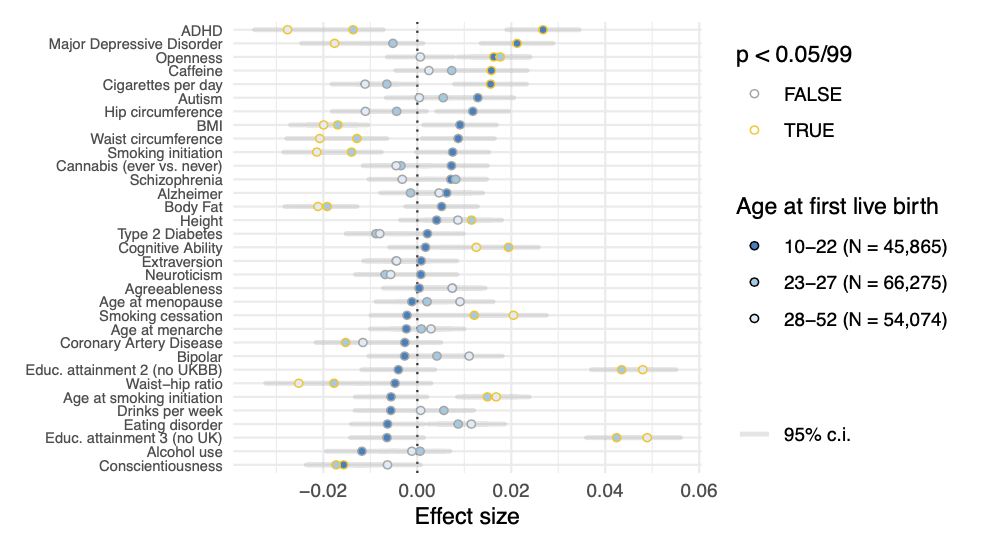 ADHD
Major Depressive Disorder
Openness
Caffeine
Cigarettes per day
Autism
Hip circumference
BMI
Waist circumference
Smoking initiation
Cannabis (ever vs. never)
Schizophrenia
Alzheimer
Body Fat
Height
Type 2 Diabetes
Cognitive Ability
Extraversion
Neuroticism
Agreeableness
Age at menopause
Smoking cessation
Age at menarche
Coronary Artery Disease
Bipolar
Educ. attainment 2 (no UKBB)
Waist−hip ratio
Age at smoking initiation
Drinks per week
Eating disorder
Educ. attainment 3 (no UK)
Alcohol use
Conscientiousness
−0.02 0.00 0.02 0.04 0.06
Effect size
p < 0.05/99
FALSE
TRUE
Age at first live birth
10−22 (N = 45,865)
23−27 (N = 66,275)
28−52 (N = 54,074)
95% c.i.